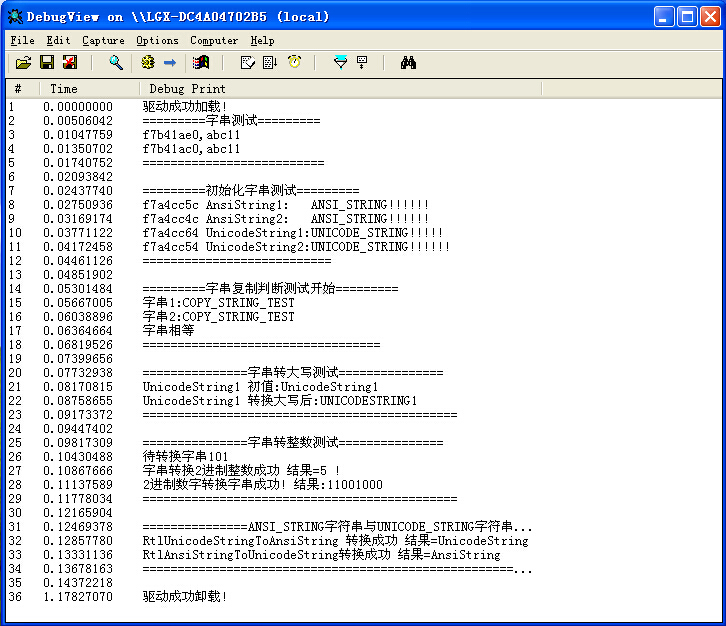 DebugView on \\LGX-DC4A04702B5 (local)
File Edit Capture Options Computer Help
# Time Debug Print
1 0.00000000 驱动成功加载!
2 0.00506042 =========字串测试=========
3 0.01047759 f7b41ae0,abc11
4 0.01350702 f7b41ac0,abc11
5 0.01740752 ==========================
6 0.02093842
7 0.02437740 =========初始化字串测试=========
8 0.02750936 f7a4cc5c AnsiString1: ANSI_STRING!!!!!!
9 0.03169174 f7a4cc4c AnsiString2: ANSI_STRING!!!!!!
10 0.03771122 f7a4cc64 UnicodeString1:UNICODE_STRING!!!!!
11 0.04172458 f7a4cc54 UnicodeString2:UNICODE_STRING!!!!!!
12 0.04461126 ===========================
13 0.04851902
14 0.05301484 =========字串复制判断测试开始=========
15 0.05667005 字串1:COPY_STRING_TEST
16 0.06038896 字串2:COPY_STRING_TEST
17 0.06364664 字串相等
18 0.06819526 ==================================
19 0.07399656
20 0.07732938 ===============字串转大写测试===============
21 0.08170815 UnicodeString1 初值:UnicodeString1
22 0.08758655 UnicodeString1 转换大写后:UNICODESTRING1
23 0.09173372 =============================================
24 0.09447402
25 0.09817309 ===============字串转整数测试===============
26 0.10430488 待转换字串101
27 0.10867666 字串转换2进制整数成功 结果=5 !
28 0.11137589 2进制数字转换字串成功! 结果:11001000
29 0.11778034 =============================================
30 0.12165904
31 0.12469378 ===============ANSI_STRING字符串与UNICODE_STRING字符串...
32 0.12857780 RtlUnicodeStringToAnsiString 转换成功 结果=UnicodeString
33 0.13331136 RtlAnsiStringToUnicodeString转换成功 结果=AnsiString
34 0.13678163 =====================================================...
35 0.14372218
36 1.17827070 驱动成功卸载!